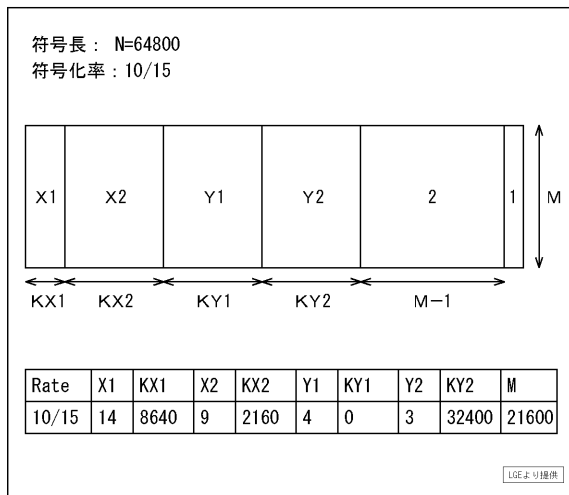 符号長： N=64800
符号化率：10/15
X1 X2 Y1 Y2 2 1 M
KX1 KX2 KY1 KY2 M−1
Rate X1 KX1 X2 KX2 Y1 KY1 Y2 KY2 M
10/15 14 8640 9 2160 4 0 3 32400 21600
LGEより提供